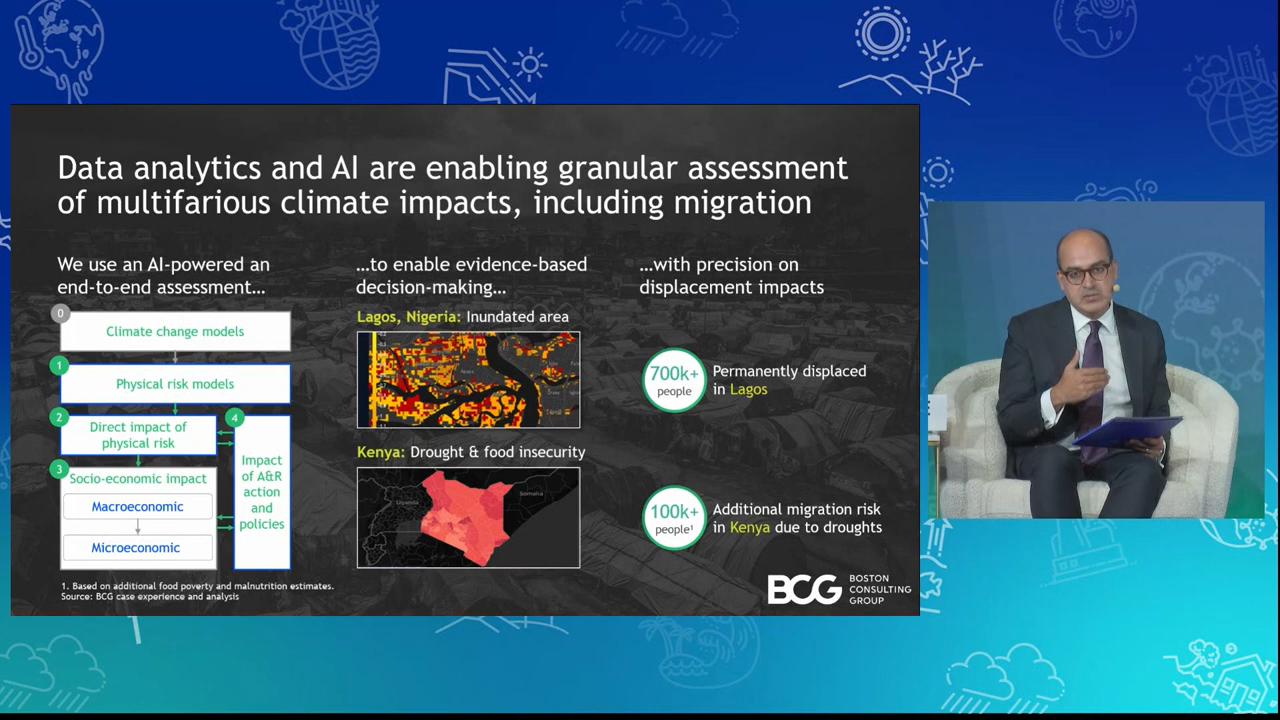 Data analytics and AI are enabling granular assessment
of multifarious climate impacts, including migration
We use an AI-powered an
end-to-end assessment…
0
Climate change models
1
Physical risk models
2
Direct impact of
physical risk
3
Socio-economic impact
Macroeconomic
Microeconomic
4
Impact
of A&R
action
and
policies
…to enable evidence-based
decision-making…
Lagos, Nigeria: Inundated area
Kenya: Drought & food insecurity
Uganda
Somalia
…with precision on
displacement impacts
700k+
people
Permanently displaced
in Lagos
100k+
people¹
Additional migration risk
in Kenya due to droughts
1. Based on additional food poverty and malnutrition estimates.
Source: BCG case experience and analysis
BCG
BOSTON
CONSULTING
GROUP